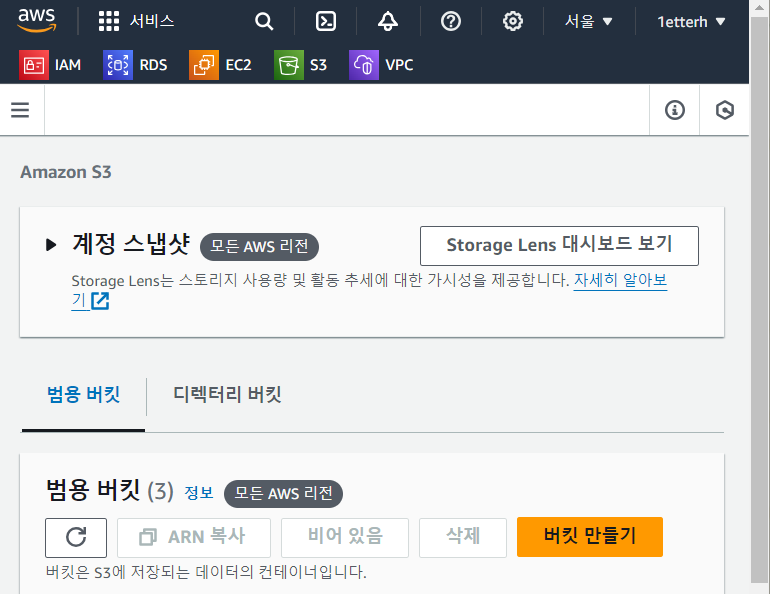 aws 서비스 서울 1etterh
IAM RDS EC2 S3 VPC
Amazon S3
계정 스냅샷 모든 AWS 리전 Storage Lens 대시보드 보기
Storage Lens는 스토리지 사용량 및 활동 추세에 대한 가시성을 제공합니다. 자세히 알아보
기
범용 버킷 디렉터리 버킷
범용 버킷 (3) 정보 모든 AWS 리전
ARN 복사 비어 있음 삭제 버킷 만들기
버킷은 S3에 저장되는 데이터의 컨테이너입니다.